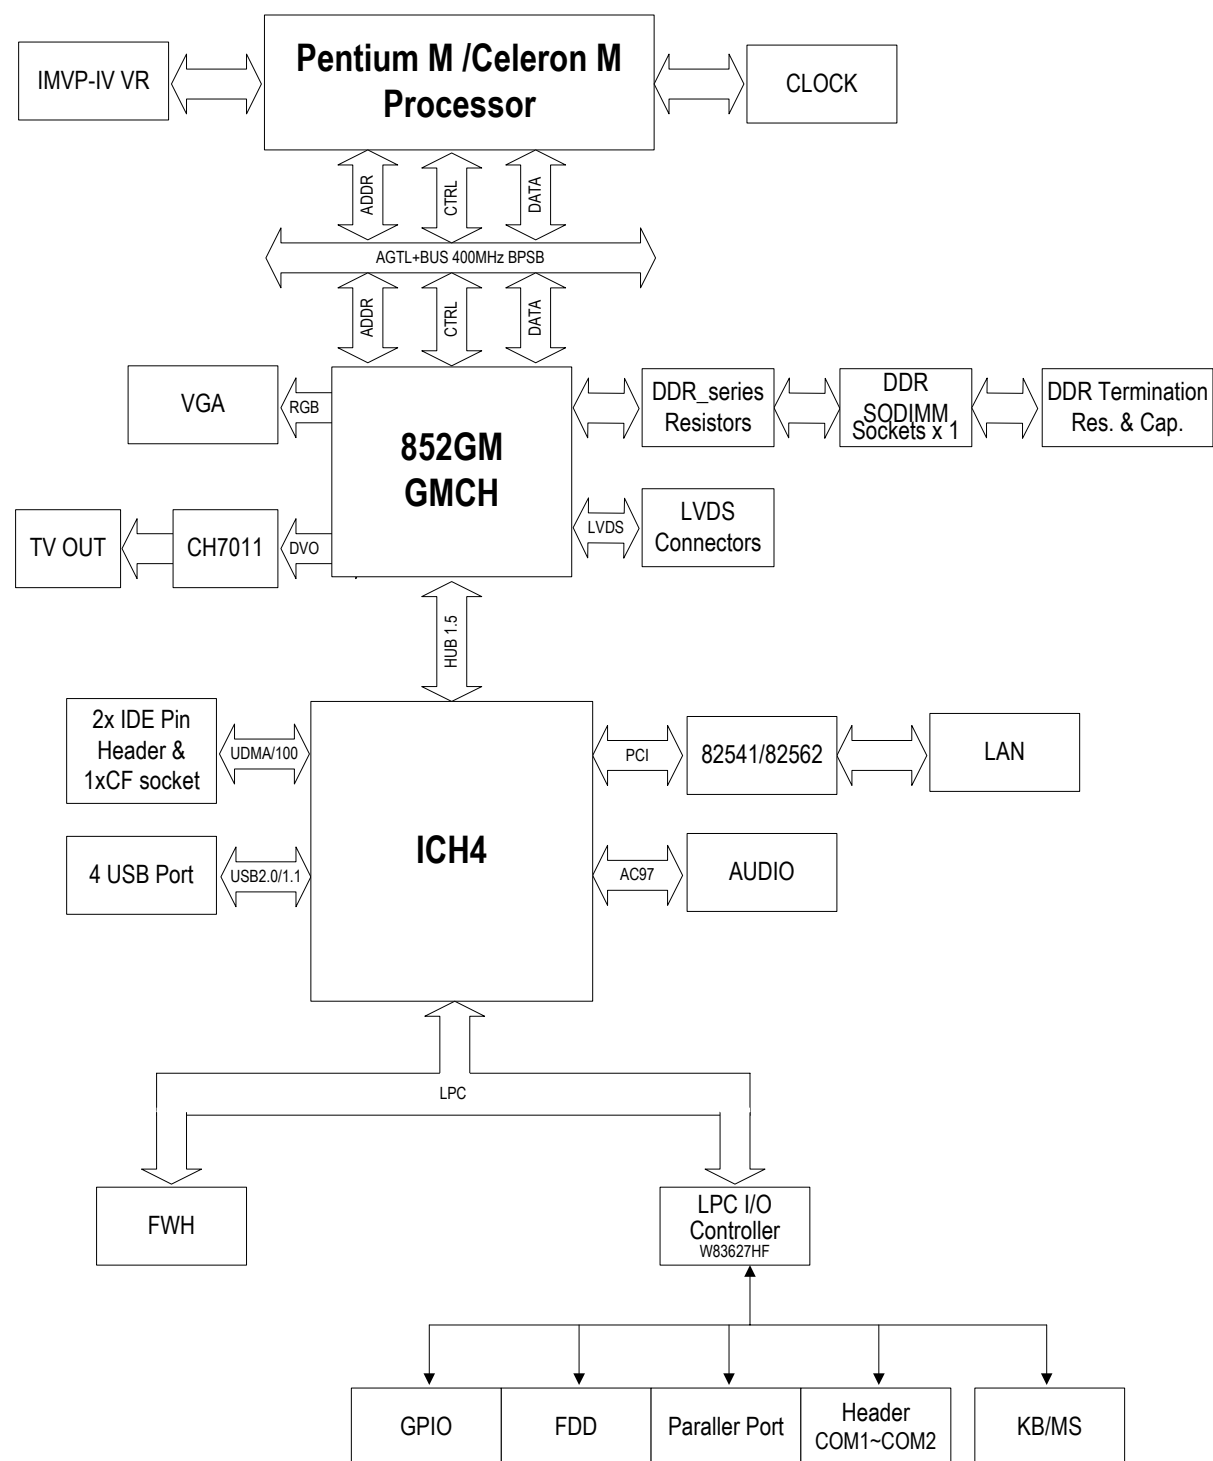 IMVP-IV VR
Pentium M /Celeron M
Processor
CLOCK
ADDR
CTRL
DATA
AGTL+BUS 400MHz BPSB
ADDR
CTRL
DATA
VGA
RGB
852GM
GMCH
DDR_series
Resistors
DDR
SODIMM
Sockets x 1
DDR Termination
Res. & Cap.
TV OUT
CH7011
DVO
LVDS
LVDS
Connectors
HUB 1.5
2x IDE Pin
Header &
1xCF socket
UDMA/100
ICH4
PCI
82541/82562
LAN
4 USB Port
USB2.0/1.1
AC97
AUDIO
LPC
FWH
LPC I/O
Controller
W83627HF
GPIO
FDD
Paraller Port
Header
COM1~COM2
KB/MS